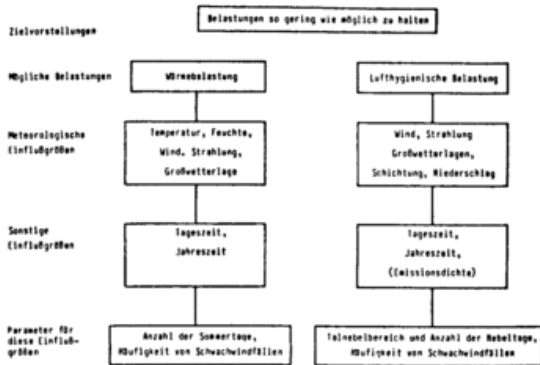 Zielvorstellungen
Belastungen so gering wie möglich zu halten
Mögliche Belastungen
Wärmebelastung
Lufthygienische Belastung
Meteorologische
Einflußgrößen
Temperatur, Feuchte,
Wind, Strahlung,
Großwetterlage
Wind, Strahlung
Großwetterlagen,
Schichtung, Niederschlag
Sonstige
Einflußgrößen
Tageszeit,
Jahreszeit
Tageszeit,
Jahreszeit,
(Emissionsdichte)
Parameter für
diese Einfluß-
größen
Anzahl der Sommertage,
Häufigkeit von Schwachwindfällen
Talnebelbereich und Anzahl der Nebeltage,
Häufigkeit von Schwachwindfällen